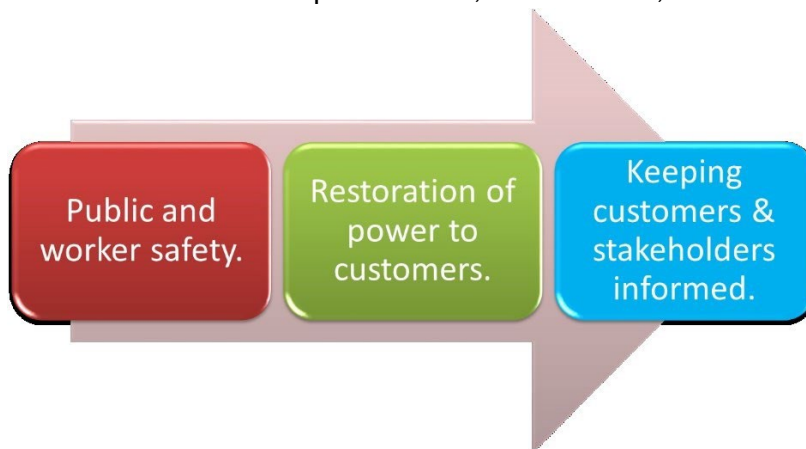 Public and
worker safety.
Restoration of
power to
customers.
Keeping
customers &
stakeholders
informed.